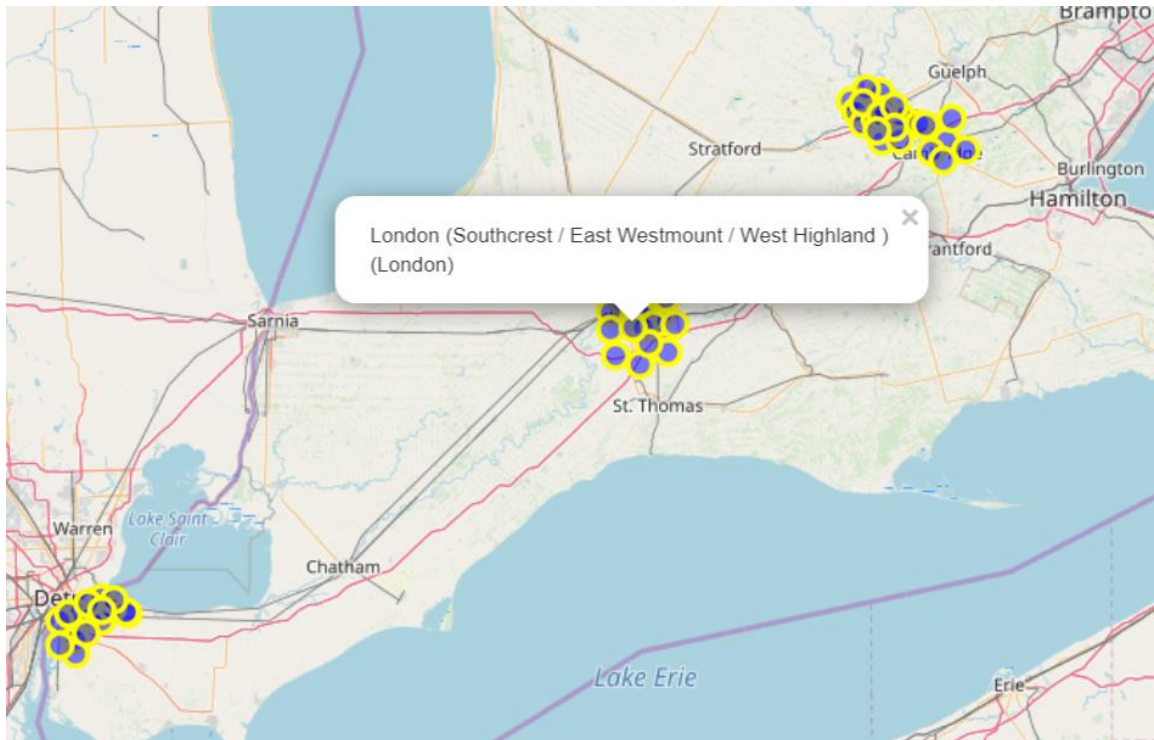 Brampto
Guelph
Stratford
Cambridge
Burlington
Hamilton
London (Southcrest / East Westmount / West Highland )
(London)
×
rantford
Sarnia
St. Thomas
Lake Saint
Clair
Warren
Chatham
Det
Lake Erie
Erie